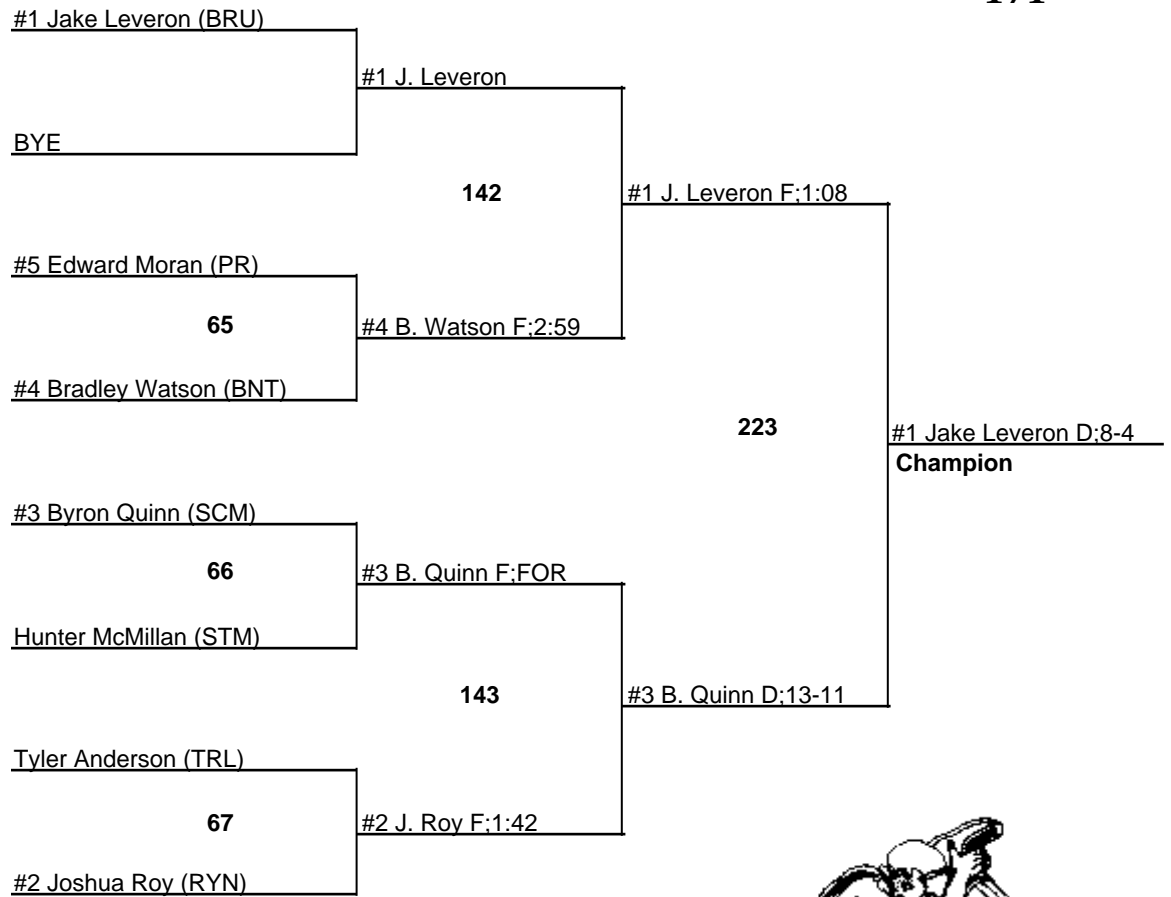 #1 Jake Leveron (BRU)
#1 J. Leveron
BYE
142
#1 J. Leveron F;1:08
#5 Edward Moran (PR)
65
#4 B. Watson F;2:59
#4 Bradley Watson (BNT)
223
#1 Jake Leveron D;8-4
Champion
#3 Byron Quinn (SCM)
66
#3 B. Quinn F;FOR
Hunter McMillan (STM)
143
#3 B. Quinn D;13-11
Tyler Anderson (TRL)
67
#2 J. Roy F;1:42
#2 Joshua Roy (RYN)